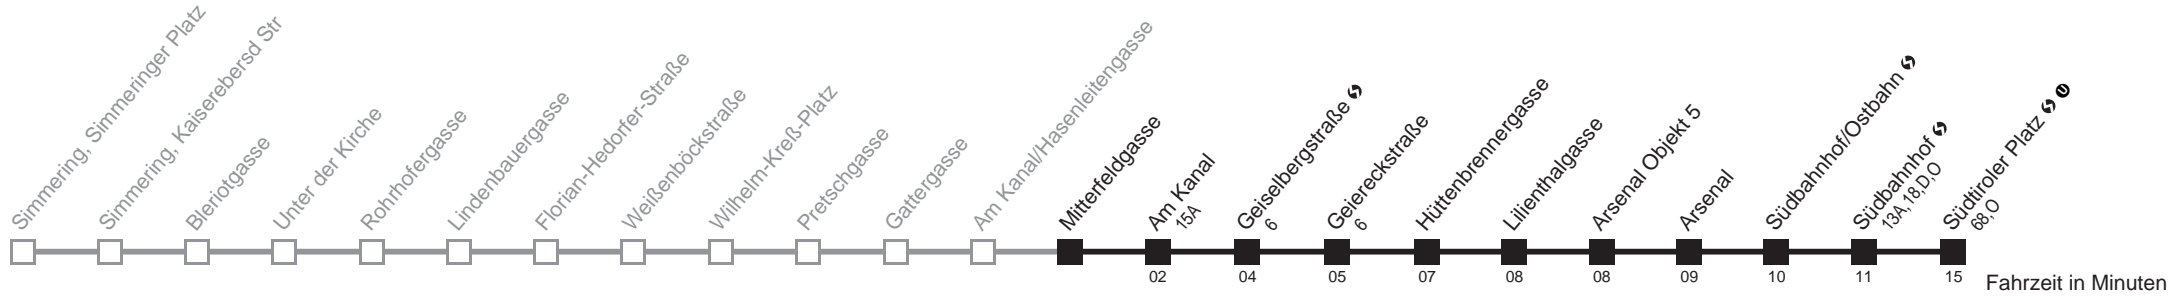 Simmering, Simmeringer Platz
Simmering, Kaiserebersd Str
Bleriotgasse
Unter der Kirche
Rohrhofergasse
Lindenbauergasse
Florian-Hedorfer-Straße
Weißenböckstraße
Wilhelm-Kreß-Platz
Pretschgasse
Gattergasse
Am Kanal/Hasenleitengasse
Mitterfeldgasse
Am Kanal
15A
Geiselbergstraße S
6
Geiereckstraße
6
Hüttenbrennergasse
Lilienthalgasse
Arsenal Objekt 5
Arsenal
Südbahnhof/Ostbahn S
Südbahnhof S
13A,18,D,O
Südtiroler Platz S U
68,O
02 04 05 07 08 08 09 10 11 15
Fahrzeit in Minuten